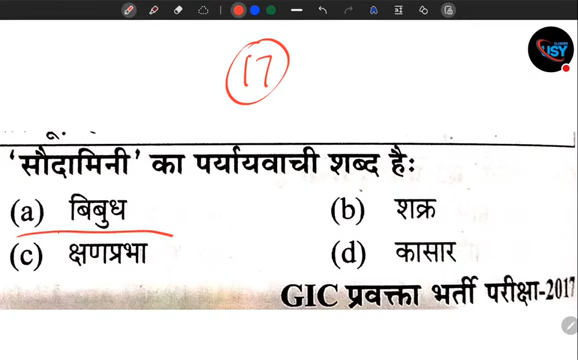 17
'सौदामिनी' का पर्यायवाची शब्द हैः
(a) बिबुध (b) शक्र
(c) क्षणप्रभा (d) कासार
GIC प्रवक्ता भर्ती परीक्षा-2017